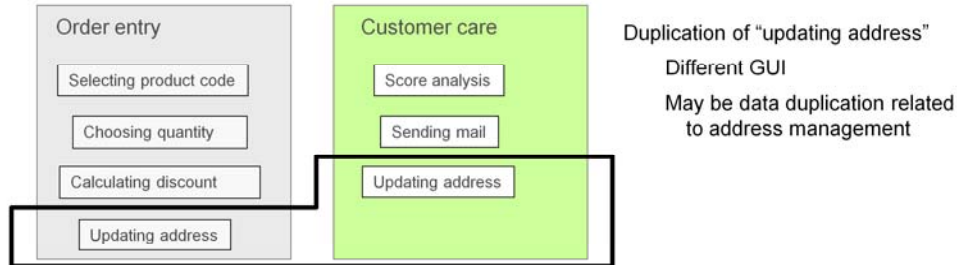 Order entry
Selecting product code
Choosing quantity
Calculating discount
Updating address
Customer care
Score analysis
Sending mail
Updating address
Duplication of “updating address”
Different GUI
May be data duplication related
to address management